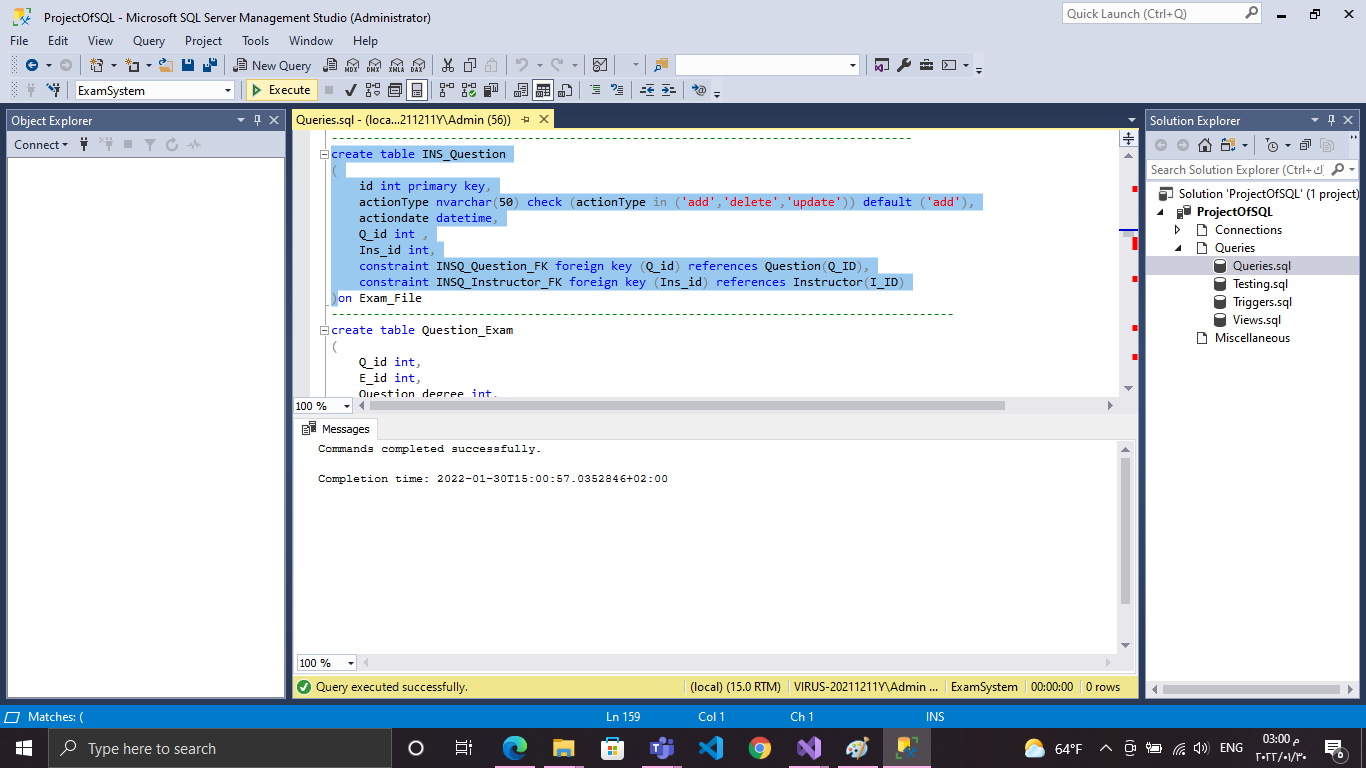 ProjectOfSQL - Microsoft SQL Server Management Studio (Administrator)
Quick Launch (Ctrl+Q)
File Edit View Query Project Tools Window Help
New Query
MDX DMX XMLA DAX
ExamSystem
Execute
Object Explorer
Connect
Queries.sql - (loca...211211Y\Admin (56))
----------------------------------------------------------------------------------
create table INS_Question
(
id int primary key,
actionType nvarchar(50) check (actionType in ('add','delete','update')) default ('add'),
actiondate datetime,
Q_id int ,
Ins_id int,
constraint INSQ_Question_FK foreign key (Q_id) references Question(Q_ID),
constraint INSQ_Instructor_FK foreign key (Ins_id) references Instructor(I_ID)
)on Exam_File
----------------------------------------------------------------------------------------
create table Question_Exam
(
Q_id int,
E_id int,
Question_degree int,
100 %
Messages
Commands completed successfully.
Completion time: 2022-01-30T15:00:57.0352846+02:00
100 %
Query executed successfully.
(local) (15.0 RTM)
VIRUS-20211211Y\Admin ...
ExamSystem
00:00:00
0 rows
Solution Explorer
Search Solution Explorer (Ctrl+ك)
Solution 'ProjectOfSQL' (1 project)
ProjectOfSQL
Connections
Queries
Queries.sql
Testing.sql
Triggers.sql
Views.sql
Miscellaneous
Matches: (
Ln 159
Col 1
Ch 1
INS
Type here to search
64°F
ENG
03:00 م
٢٠٢٢/٠١/٣٠
8